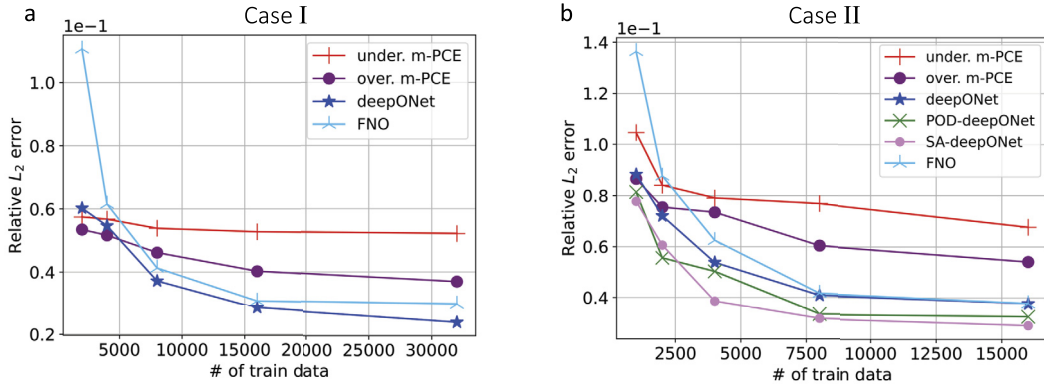 a
Case I
1e−1
under. m-PCE
over. m-PCE
deepONet
FNO
1.0
0.8
0.6
0.4
0.2
Relative L₂ error
5000 10000 15000 20000 25000 30000
# of train data
b
Case II
1e−1
under. m-PCE
over. m-PCE
deepONet
POD-deepONet
SA-deepONet
FNO
1.4
1.2
1.0
0.8
0.6
0.4
Relative L₂ error
2500 5000 7500 10000 12500 15000
# of train data